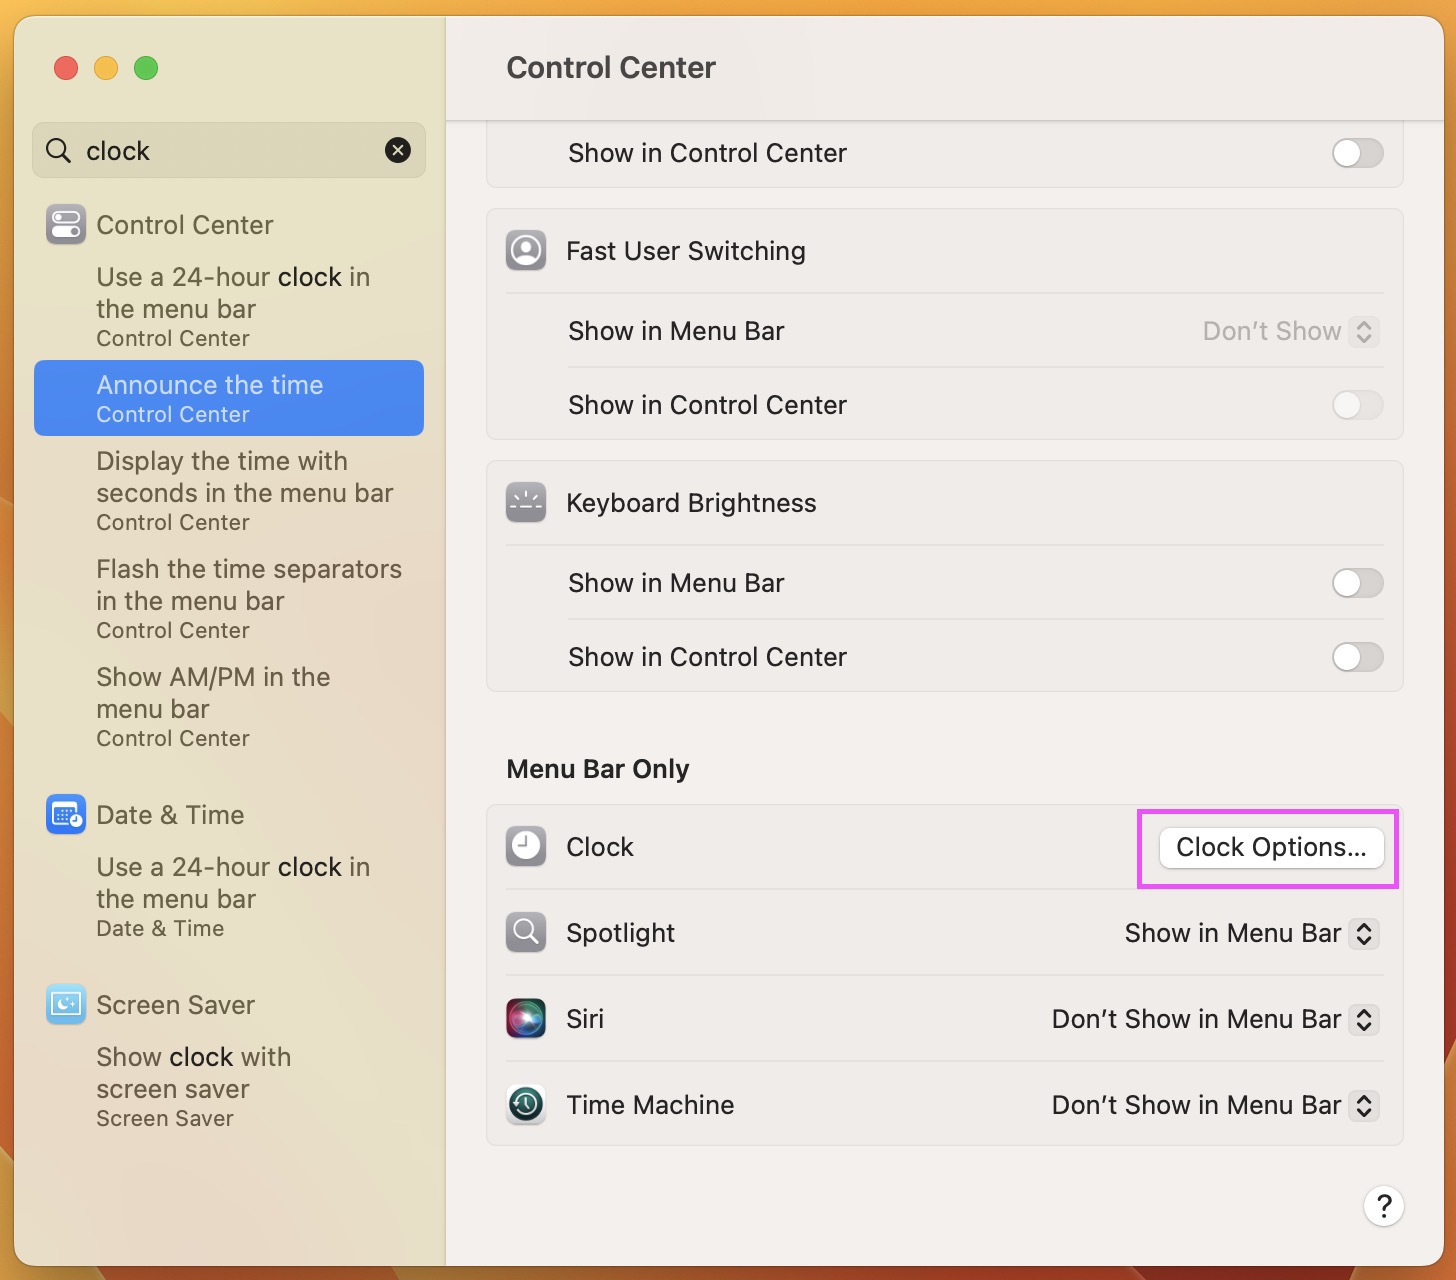 clock
Control Center
Use a 24-hour clock in
the menu bar
Control Center
Announce the time
Control Center
Display the time with
seconds in the menu bar
Control Center
Flash the time separators
in the menu bar
Control Center
Show AM/PM in the
menu bar
Control Center
Date & Time
Use a 24-hour clock in
the menu bar
Date & Time
Screen Saver
Show clock with
screen saver
Screen Saver
Control Center
Show in Control Center
Fast User Switching
Show in Menu Bar Don’t Show
Show in Control Center
Keyboard Brightness
Show in Menu Bar
Show in Control Center
Menu Bar Only
Clock Clock Options...
Spotlight Show in Menu Bar
Siri Don’t Show in Menu Bar
Time Machine Don’t Show in Menu Bar
?